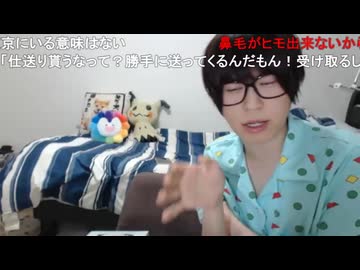 京にいる意味はない
鼻毛がヒモ出来ないから
「仕送り貰うなって?勝手に送ってくるんだもん!受け取るし